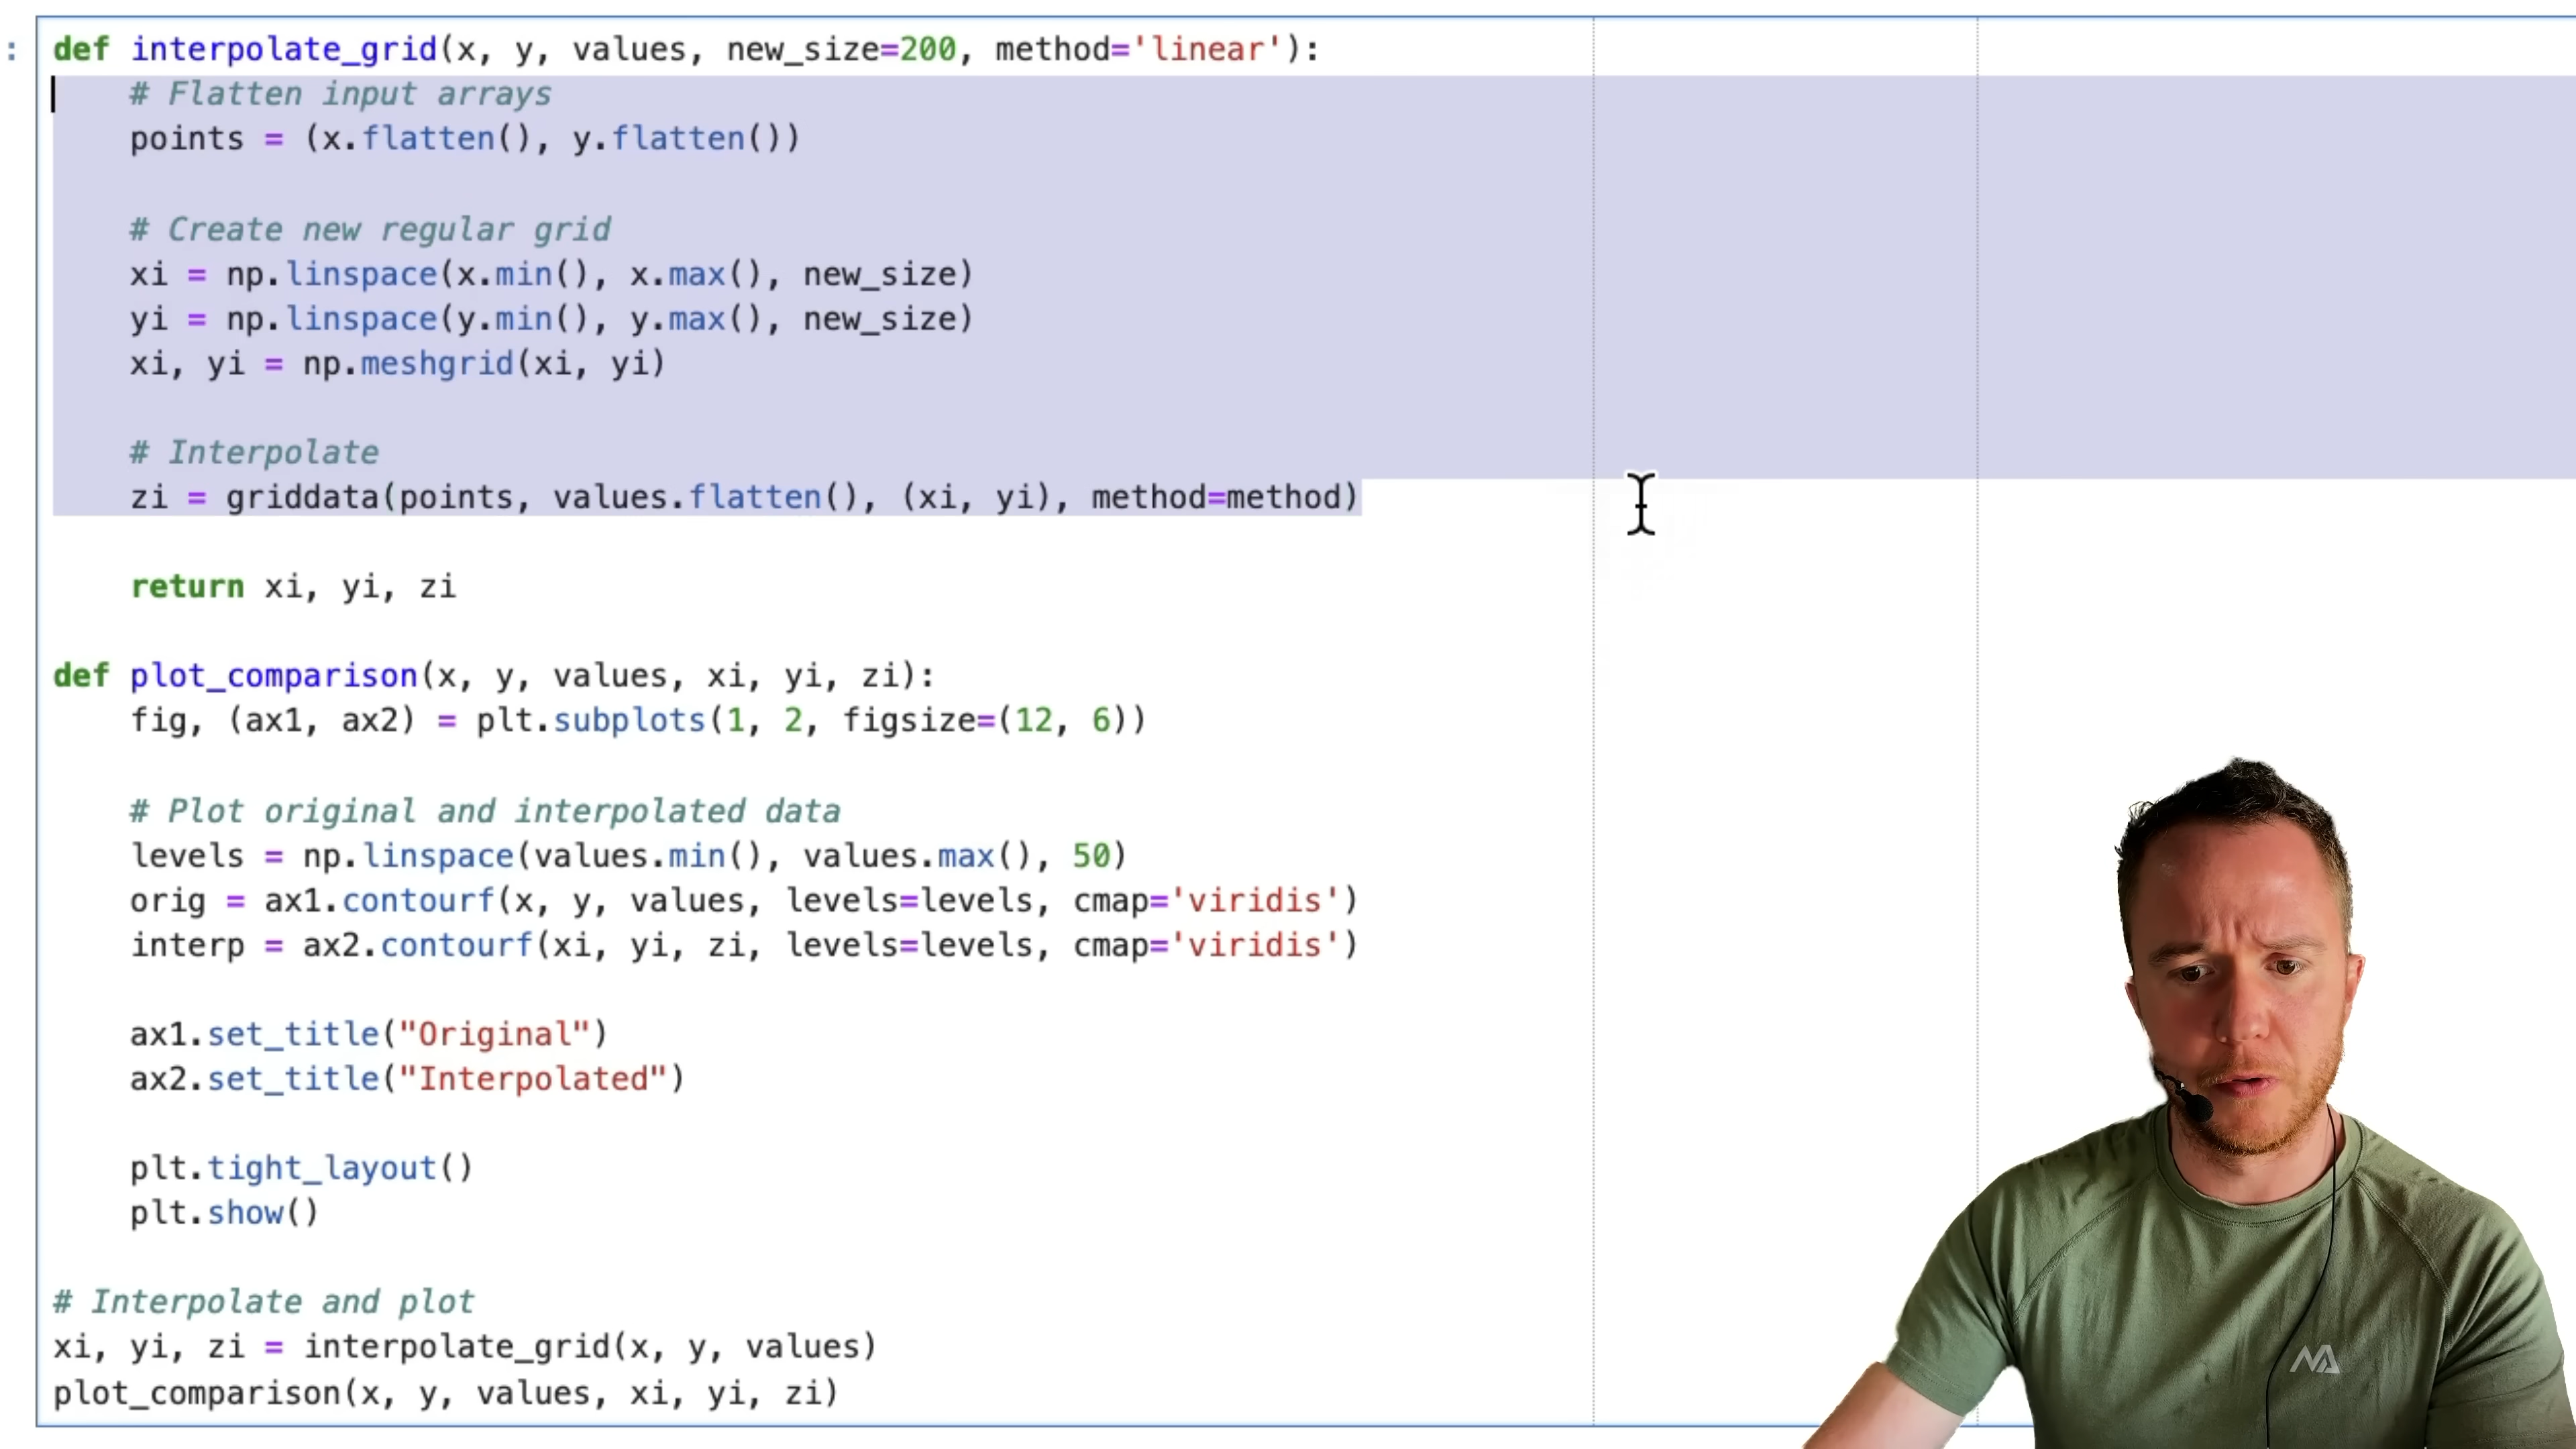 def interpolate_grid(x, y, values, new_size=200, method='linear'):
    # Flatten input arrays
    points = (x.flatten(), y.flatten())
    # Create new regular grid
    xi = np.linspace(x.min(), x.max(), new_size)
    yi = np.linspace(y.min(), y.max(), new_size)
    xi, yi = np.meshgrid(xi, yi)
    # Interpolate
    zi = griddata(points, values.flatten(), (xi, yi), method=method)
    return xi, yi, zi
def plot_comparison(x, y, values, xi, yi, zi):
    fig, (ax1, ax2) = plt.subplots(1, 2, figsize=(12, 6))
    # Plot original and interpolated data
    levels = np.linspace(values.min(), values.max(), 50)
    orig = ax1.contourf(x, y, values, levels=levels, cmap='viridis')
    interp = ax2.contourf(xi, yi, zi, levels=levels, cmap='viridis')
    ax1.set_title("Original")
    ax2.set_title("Interpolated")
    plt.tight_layout()
    plt.show()
# Interpolate and plot
xi, yi, zi = interpolate_grid(x, y, values)
plot_comparison(x, y, values, xi, yi, zi)